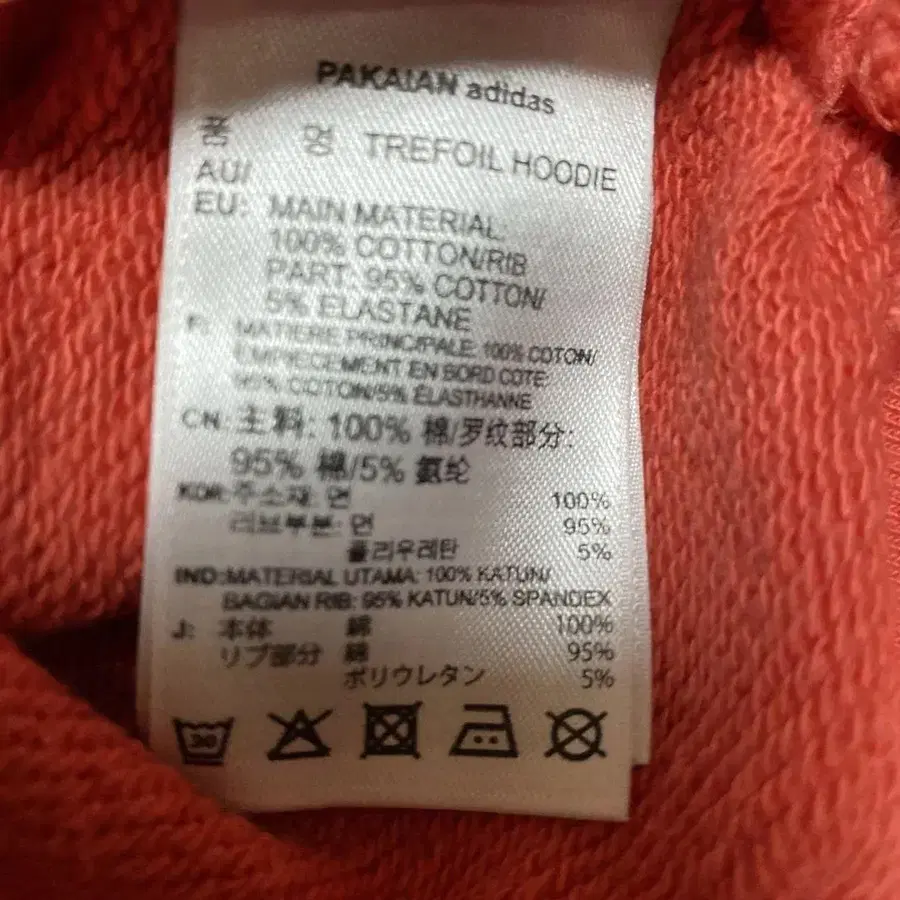 PAKAIAN adidas
품 명 TREFOIL HOODIE
AU/
EU: MAIN MATERIAL:
100% COTTON/RIB
PART: 95% COTTON/
5% ELASTANE
F: MATIERE PRINCIPALE: 100% COTON/
EMPIECEMENT EN BORD COTE:
95% COTON/5% ÉLASTHANNE
CN: 主料: 100% 棉/罗纹部分:
95% 棉/5% 氨纶
KOR: 주소재: 면 100%
리브부분: 면 95%
폴리우레탄 5%
IND: MATERIAL UTAMA: 100% KATUN/
BAGIAN RIB: 95% KATUN/5% SPANDEX
J: 本体 綿 100%
リブ部分 綿 95%
ポリウレタン 5%
30